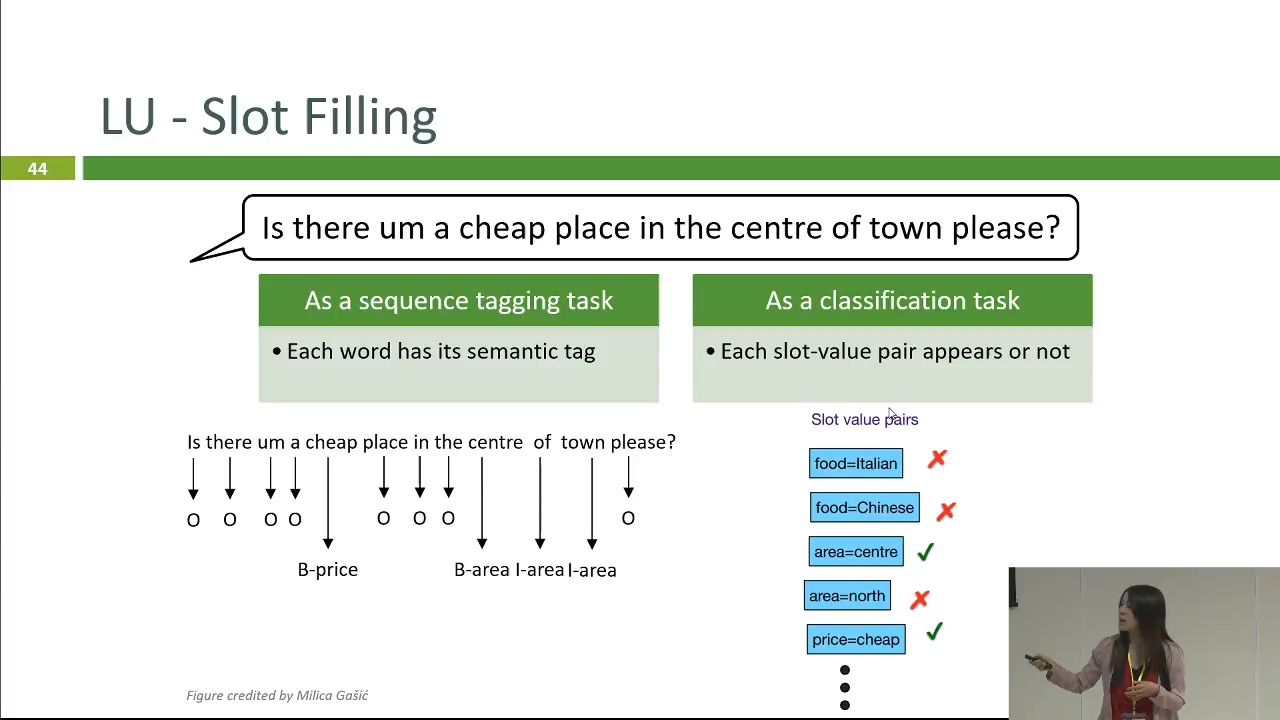 LU - Slot Filling
44
Is there um a cheap place in the centre of town please?
As a sequence tagging task
• Each word has its semantic tag
As a classification task
• Each slot-value pair appears or not
Is there um a cheap place in the centre of town please?
O O O O O O O O
B-price B-area I-area I-area
Slot value pairs
food=Italian
food=Chinese
area=centre
area=north
price=cheap
Figure credited by Milica Gašić